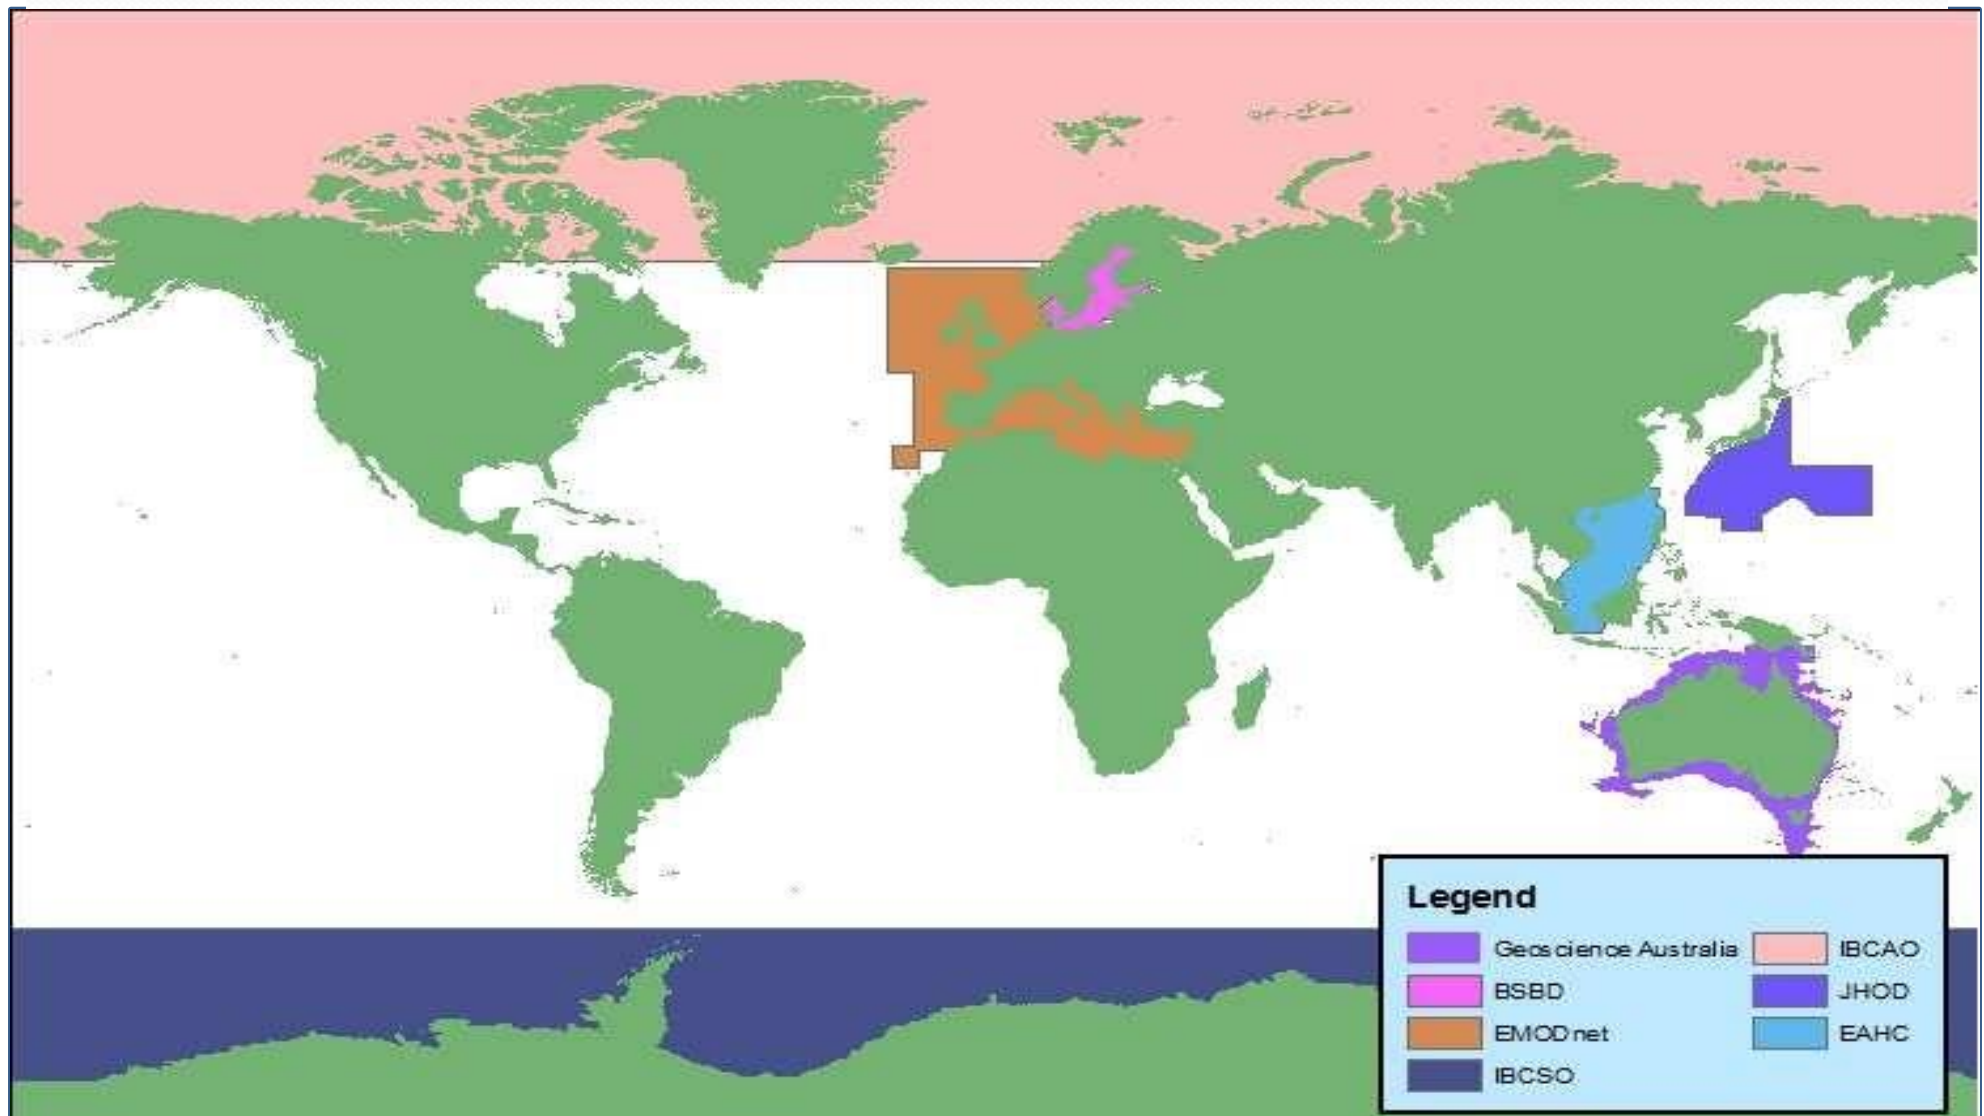 Legend
Geoscience Australia
BSBD
EMODnet
IBCSO
IBCAO
JHOD
EAHC